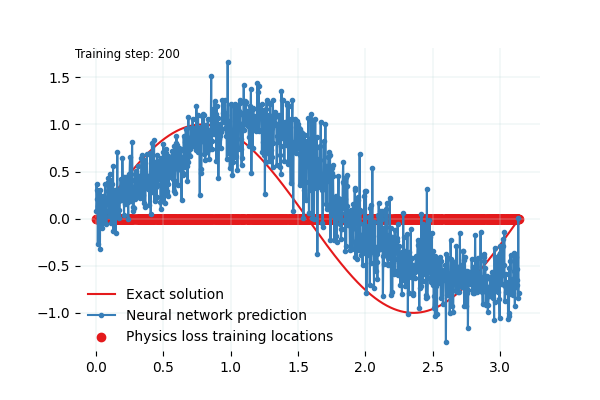 Training step: 200
1.5
1.0
0.5
0.0
−0.5
−1.0
Exact solution
Neural network prediction
Physics loss training locations
0.0 0.5 1.0 1.5 2.0 2.5 3.0